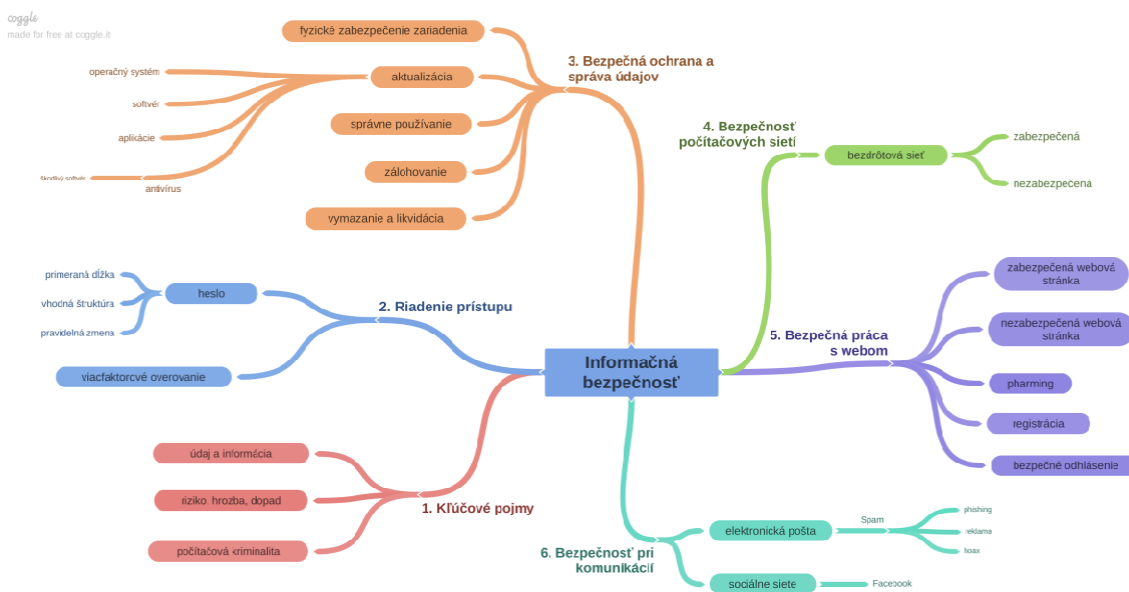 coggle
made for free at coggle.it
Informačná
bezpečnosť
1. Kľúčové pojmy
údaj a informácia
riziko, hrozba, dopad
počítačová kriminalita
2. Riadenie prístupu
heslo
primeraná dĺžka
vhodná štruktúra
pravidelná zmena
viacfaktorové overovanie
3. Bezpečná ochrana a
správa údajov
fyzické zabezpečenie zariadenia
aktualizácia
operačný systém
softvér
aplikácie
antivírus
škodlivý softvér
správne používanie
zálohovanie
vymazanie a likvidácia
4. Bezpečnosť
počítačových sietí
bezdrôtová sieť
zabezpečená
nezabezpečená
5. Bezpečná práca
s webom
zabezpečená webová
stránka
nezabezpečená webová
stránka
pharming
registrácia
bezpečné odhlásenie
6. Bezpečnosť pri
komunikácií
elektronická pošta
Spam
phishing
reklama
hoax
sociálne siete
Facebook